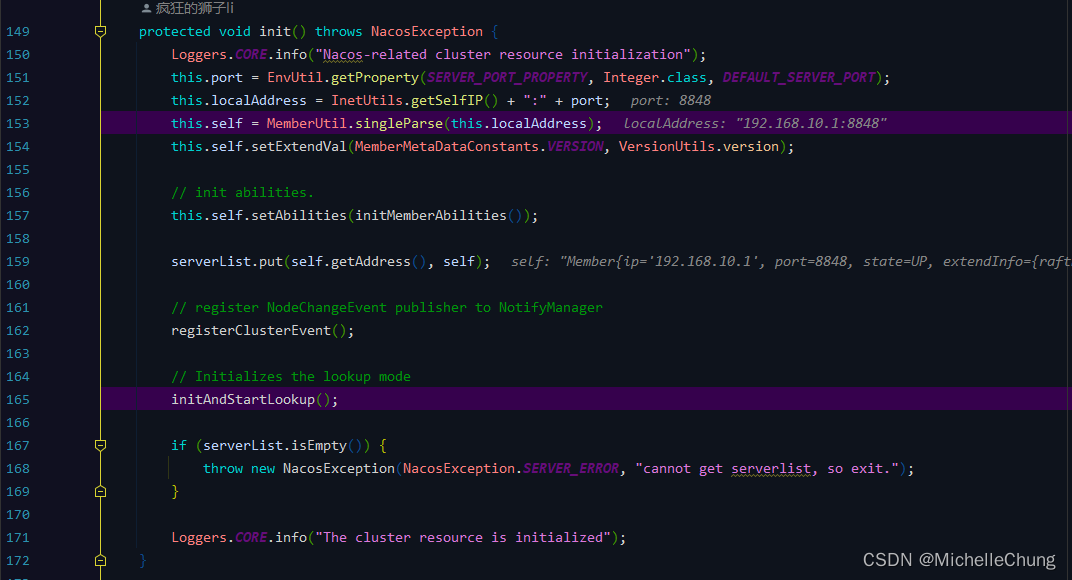 疯狂的狮子li
149 protected void init() throws NacosException {
150 Loggers.CORE.info("Nacos-related cluster resource initialization");
151 this.port = EnvUtil.getProperty(SERVER_PORT_PROPERTY, Integer.class, DEFAULT_SERVER_PORT);
152 this.localAddress = InetUtils.getSelfIP() + ":" + port; port: 8848
153 this.self = MemberUtil.singleParse(this.localAddress); localAddress: "192.168.10.1:8848"
154 this.self.setExtendVal(MemberMetaDataConstants.VERSION, VersionUtils.version);
155
156 // init abilities.
157 this.self.setAbilities(initMemberAbilities());
158
159 serverList.put(self.getAddress(), self); self: "Member{ip='192.168.10.1', port=8848, state=UP, extendInfo={raft
160
161 // register NodeChangeEvent publisher to NotifyManager
162 registerClusterEvent();
163
164 // Initializes the lookup mode
165 initAndStartLookup();
166
167 if (serverList.isEmpty()) {
168 throw new NacosException(NacosException.SERVER_ERROR, "cannot get serverlist, so exit.");
169 }
170
171 Loggers.CORE.info("The cluster resource is initialized");
172 }
CSDN @MichelleChung